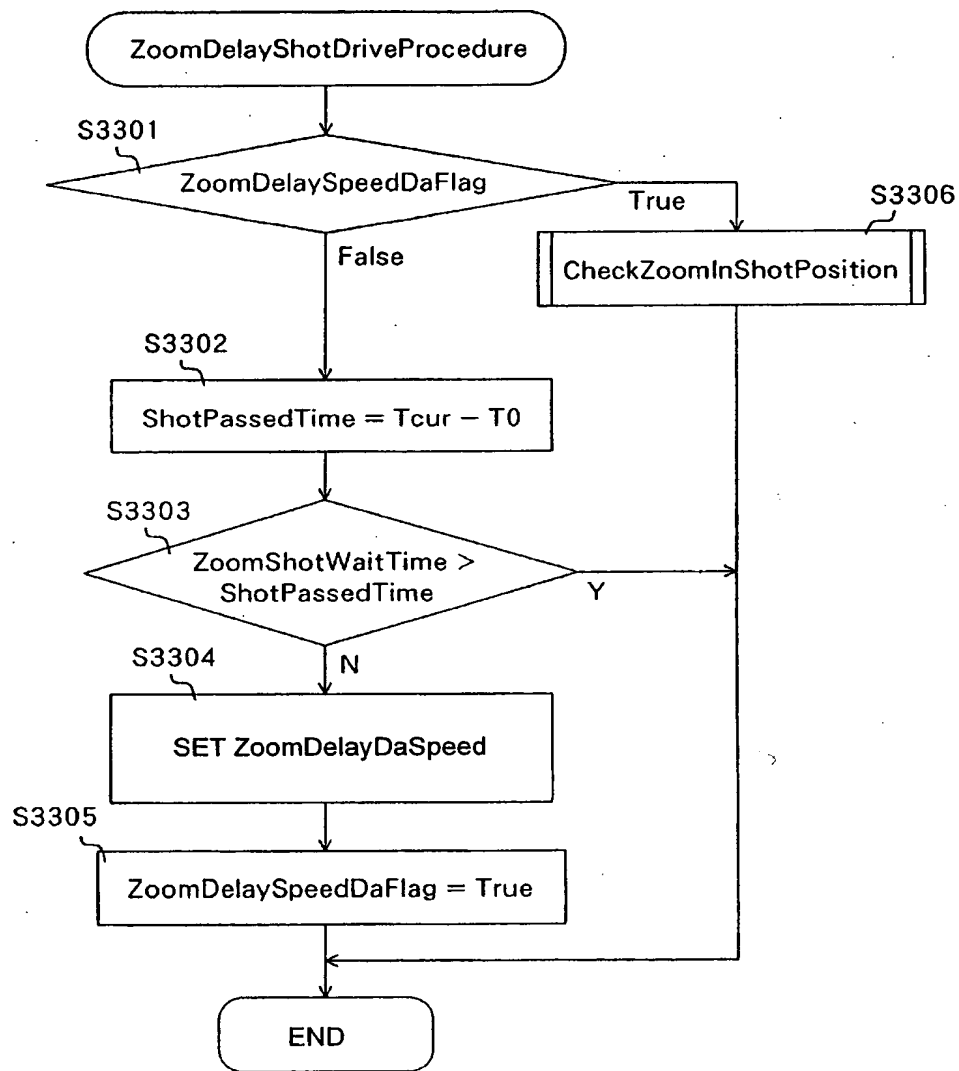 ZoomDelayShotDriveProcedure
S3301
ZoomDelaySpeedDaFlag
True
S3306
False
CheckZoomInShotPosition
S3302
ShotPassedTime = Tcur − T0
S3303
ZoomShotWaitTime >
ShotPassedTime
Y
N
S3304
SET ZoomDelayDaSpeed
S3305
ZoomDelaySpeedDaFlag = True
END